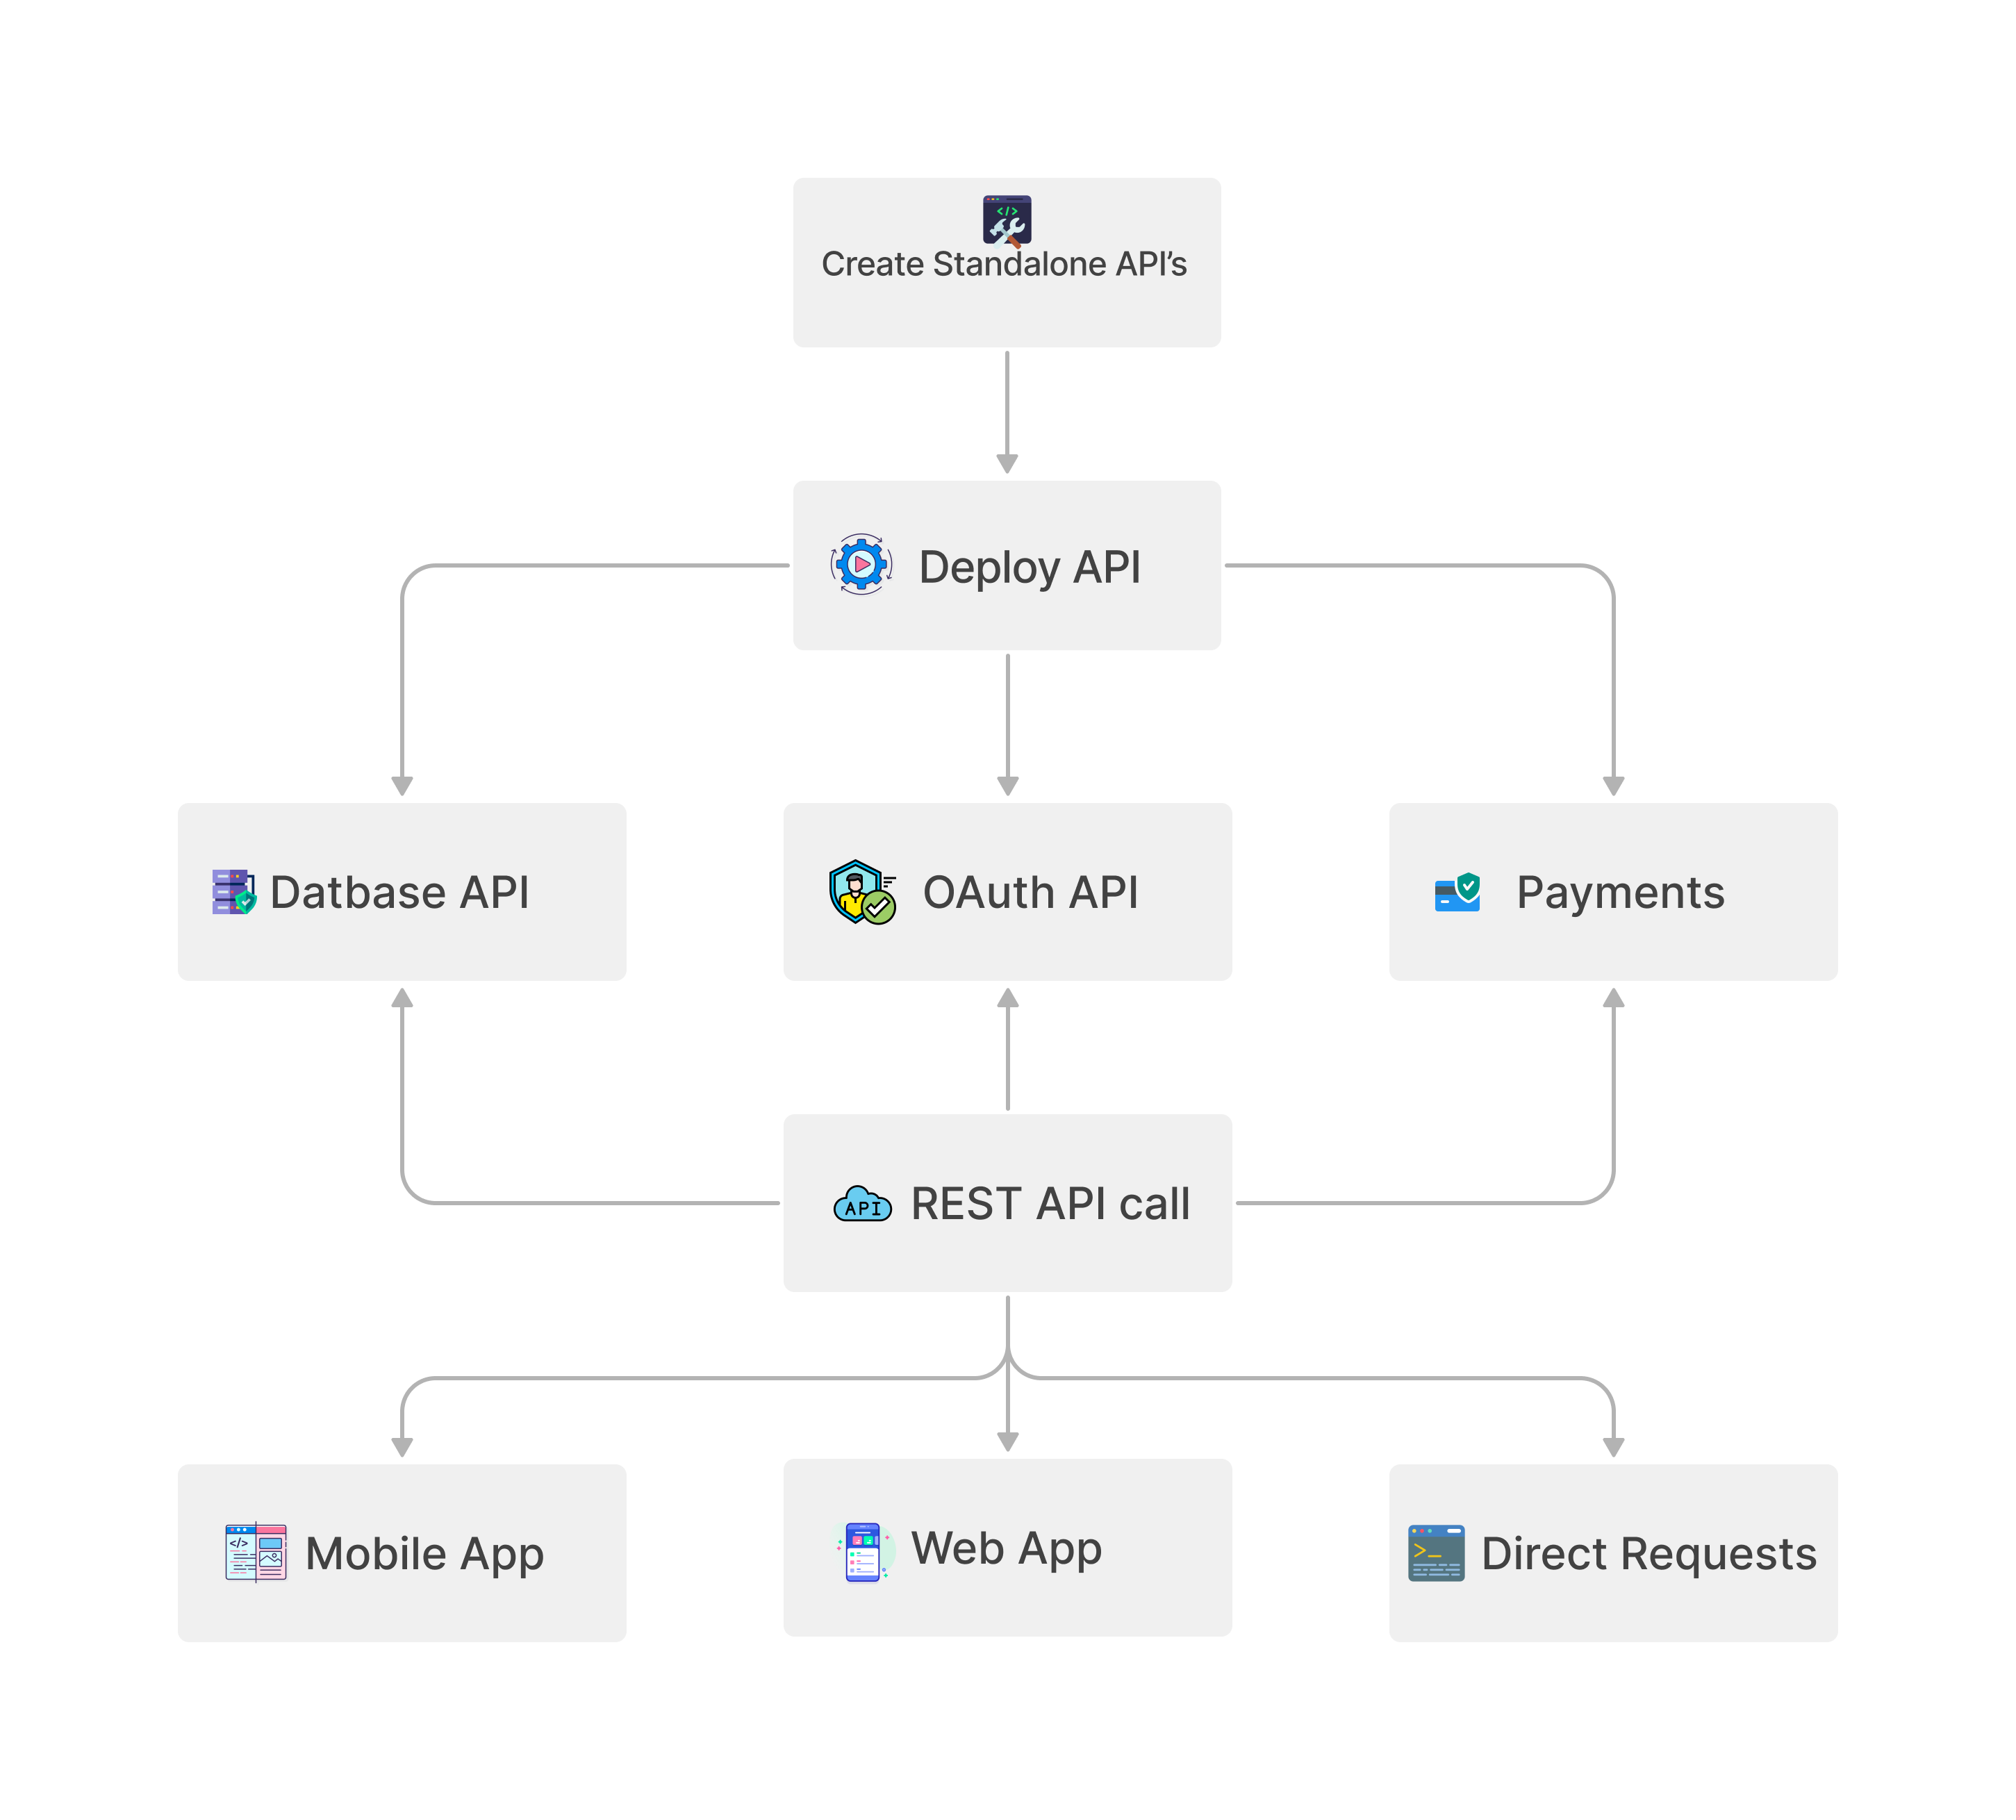 </>
Create Standalone API's
Deploy API
Datbase API
OAuth API
Payments
API
REST API call
</>
Mobile App
Web App
>_
Direct Requests